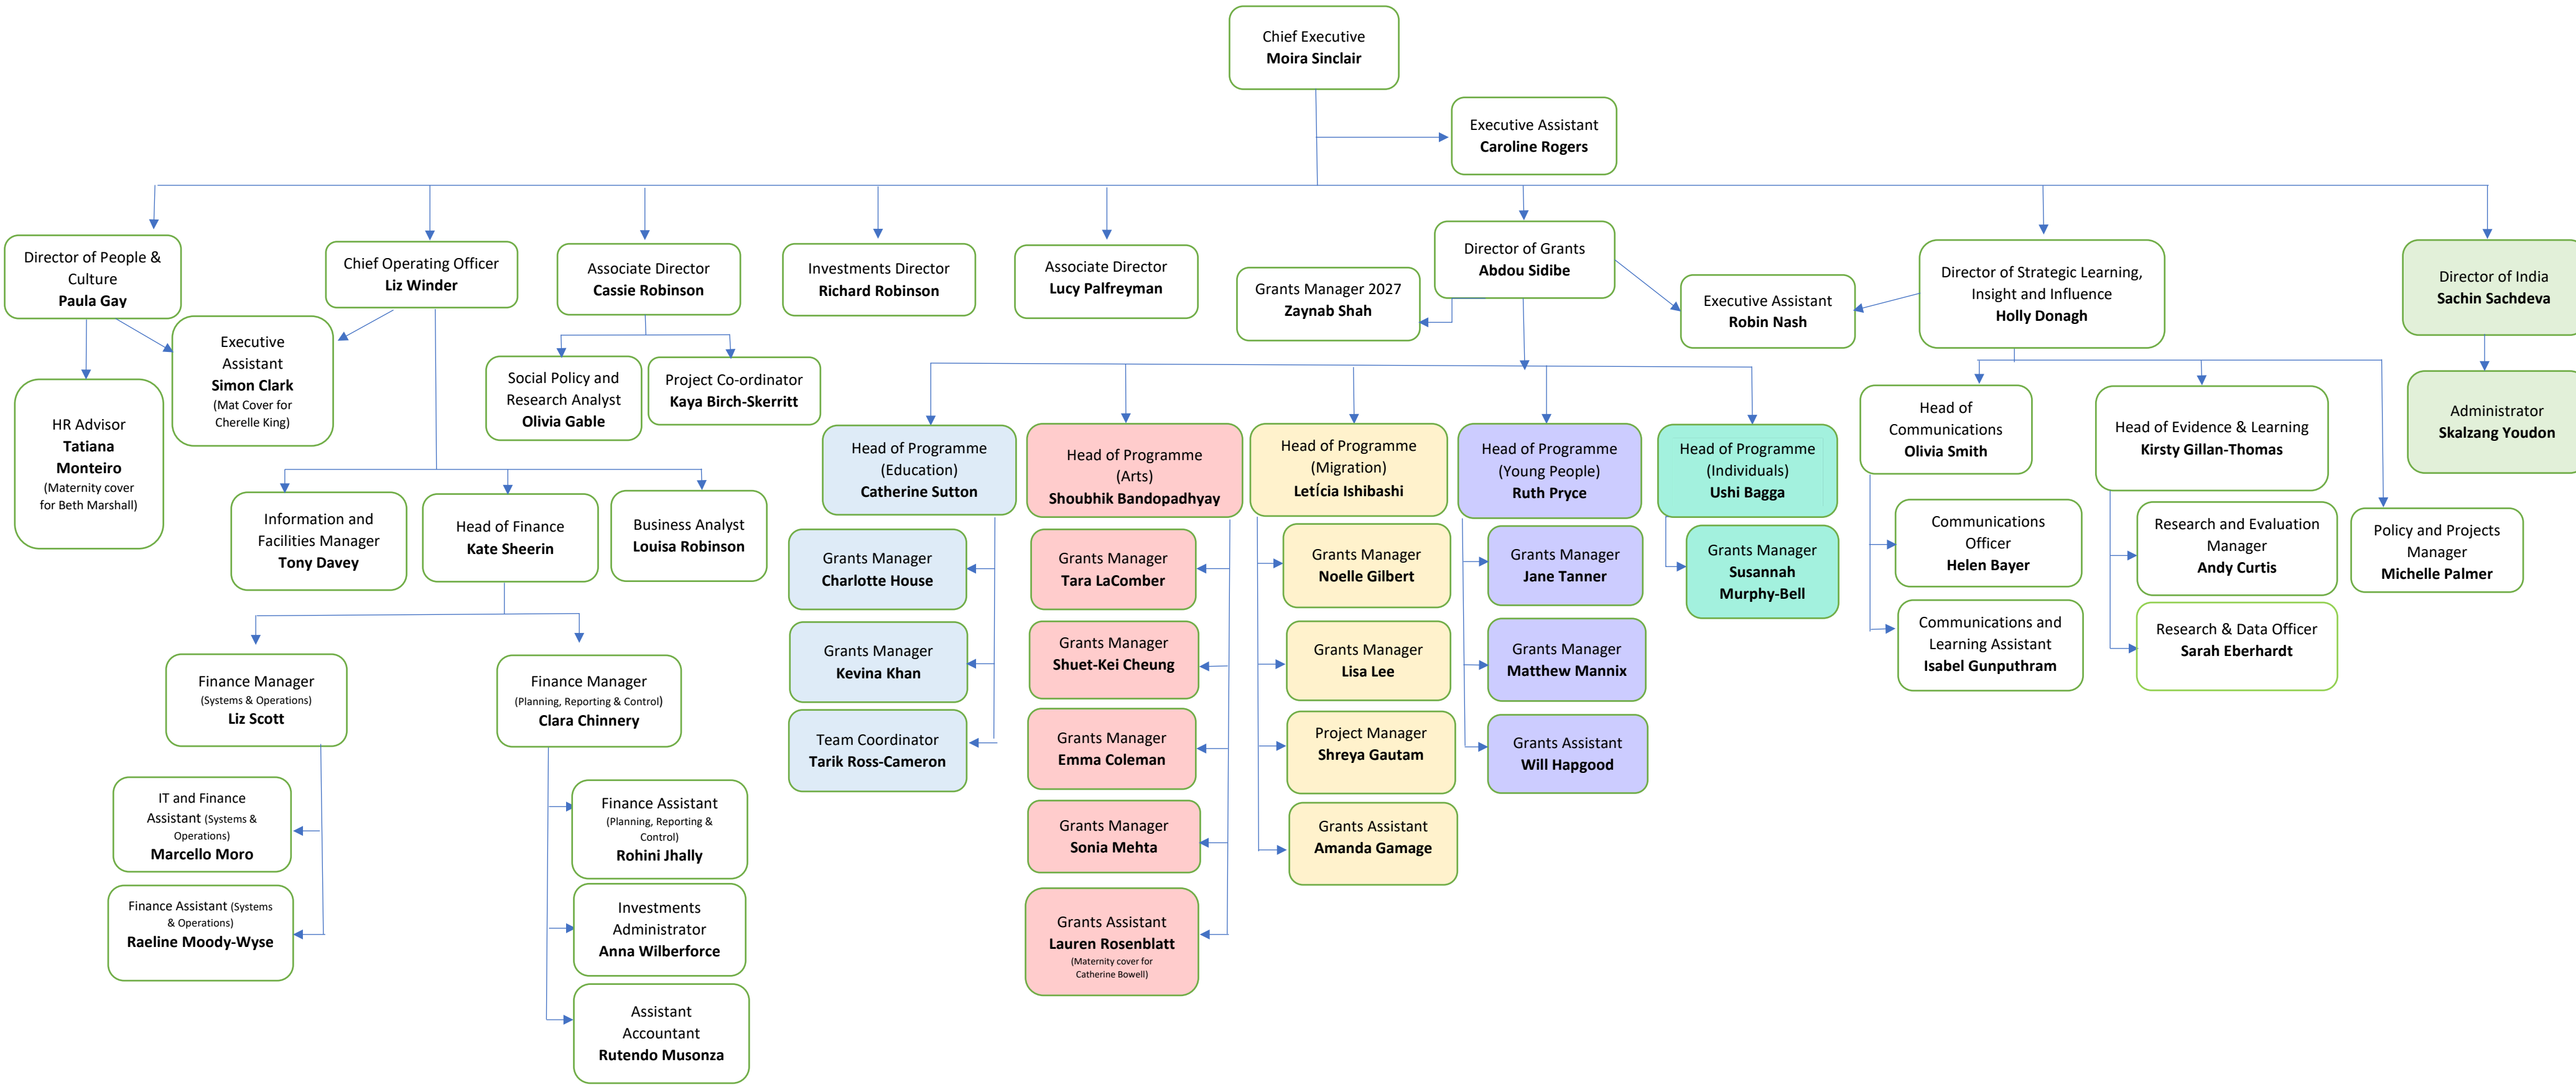 Chief Executive
Moira Sinclair
Executive Assistant
Caroline Rogers
Director of People &
Culture
Paula Gay
Chief Operating Officer
Liz Winder
Associate Director
Cassie Robinson
Investments Director
Richard Robinson
Associate Director
Lucy Palfreyman
Director of Grants
Abdou Sidibe
Grants Manager 2027
Zaynab Shah
Executive Assistant
Robin Nash
Director of Strategic Learning,
Insight and Influence
Holly Donagh
Director of India
Sachin Sachdeva
Executive
Assistant
Simon Clark
(Mat Cover for
Cherelle King)
HR Advisor
Tatiana
Monteiro
(Maternity cover
for Beth Marshall)
Social Policy and
Research Analyst
Olivia Gable
Project Co-ordinator
Kaya Birch-Skerritt
Administrator
Skalzang Youdon
Head of Programme
(Education)
Catherine Sutton
Head of Programme
(Arts)
Shoubhik Bandopadhyay
Head of Programme
(Migration)
LetÍcia Ishibashi
Head of Programme
(Young People)
Ruth Pryce
Head of Programme
(Individuals)
Ushi Bagga
Head of
Communications
Olivia Smith
Head of Evidence & Learning
Kirsty Gillan-Thomas
Information and
Facilities Manager
Tony Davey
Head of Finance
Kate Sheerin
Business Analyst
Louisa Robinson
Grants Manager
Charlotte House
Grants Manager
Tara LaComber
Grants Manager
Noelle Gilbert
Grants Manager
Jane Tanner
Grants Manager
Susannah
Murphy-Bell
Communications
Officer
Helen Bayer
Research and Evaluation
Manager
Andy Curtis
Policy and Projects
Manager
Michelle Palmer
Grants Manager
Kevina Khan
Grants Manager
Shuet-Kei Cheung
Grants Manager
Lisa Lee
Grants Manager
Matthew Mannix
Communications and
Learning Assistant
Isabel Gunputhram
Research & Data Officer
Sarah Eberhardt
Finance Manager
(Systems & Operations)
Liz Scott
Finance Manager
(Planning, Reporting & Control)
Clara Chinnery
Team Coordinator
Tarik Ross-Cameron
Grants Manager
Emma Coleman
Project Manager
Shreya Gautam
Grants Assistant
Will Hapgood
IT and Finance
Assistant (Systems &
Operations)
Marcello Moro
Finance Assistant
(Planning, Reporting &
Control)
Rohini Jhally
Grants Manager
Sonia Mehta
Grants Assistant
Amanda Gamage
Finance Assistant (Systems
& Operations)
Raeline Moody-Wyse
Investments
Administrator
Anna Wilberforce
Grants Assistant
Lauren Rosenblatt
(Maternity cover for
Catherine Bowell)
Assistant
Accountant
Rutendo Musonza